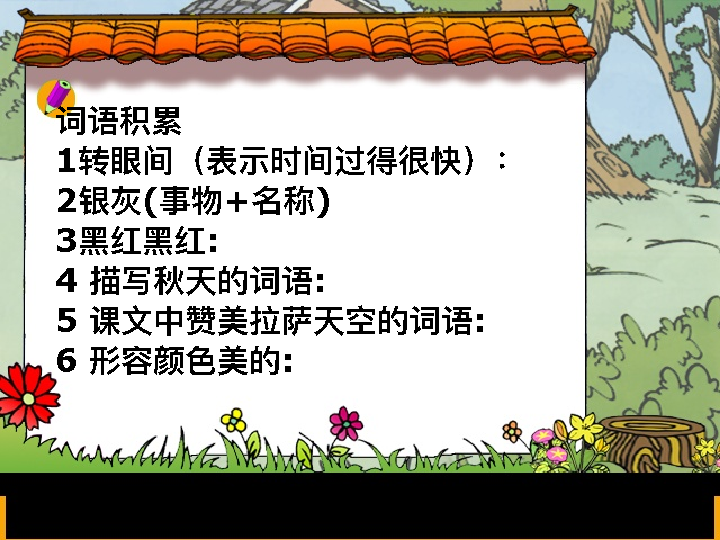 词语积累
1转眼间（表示时间过得很快）：
2银灰(事物+名称)
3黑红黑红:
4 描写秋天的词语:
5 课文中赞美拉萨天空的词语:
6 形容颜色美的: